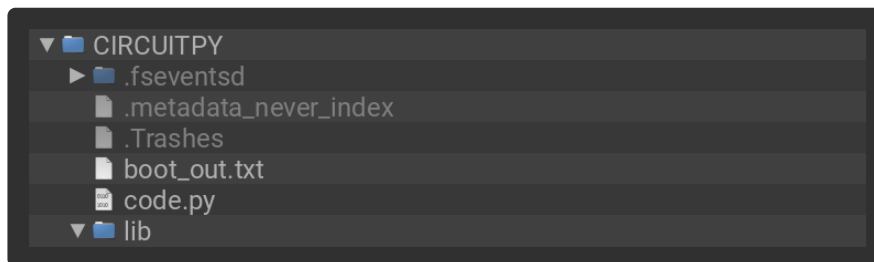 CIRCUITPY
.fseventsd
.metadata_never_index
.Trashes
boot_out.txt
code.py
lib